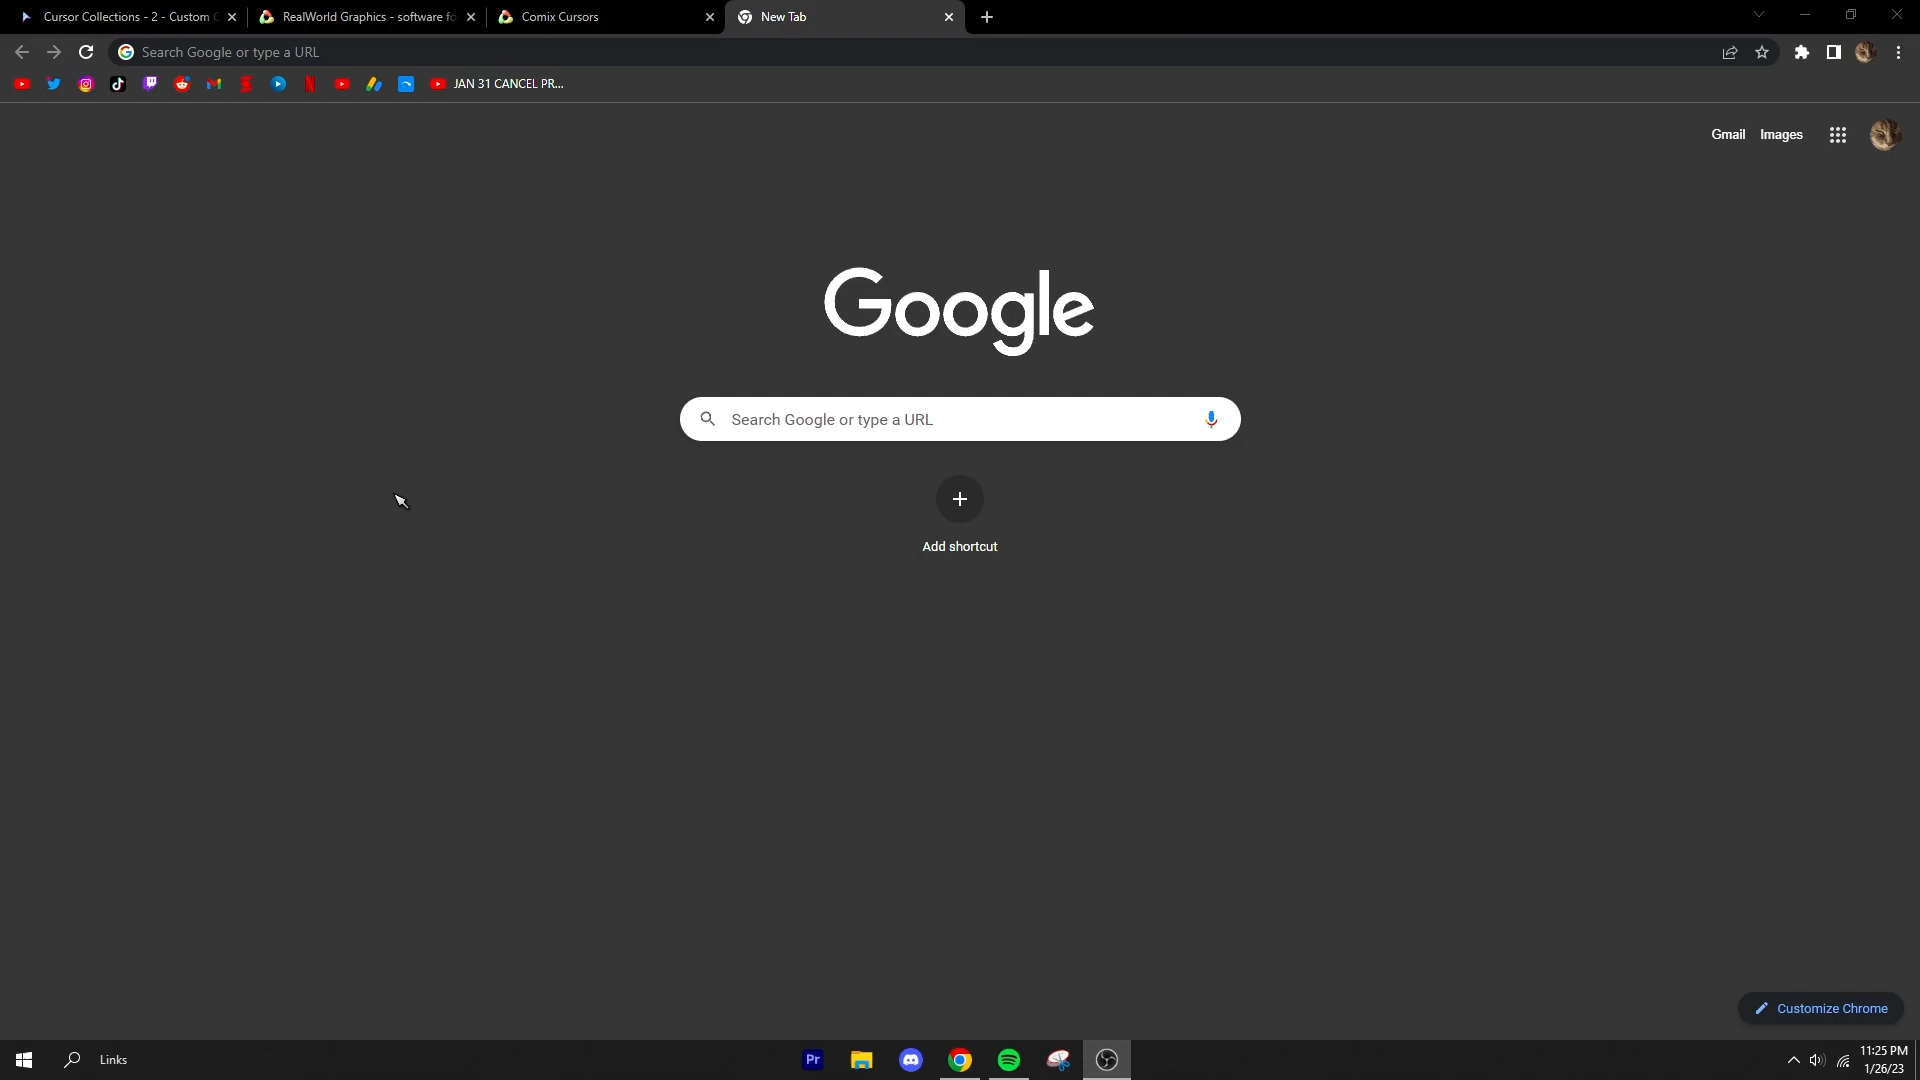 Cursor Collections - 2 - Custom C
RealWorld Graphics - software fo
Comix Cursors
New Tab
Search Google or type a URL
JAN 31 CANCEL PR...
Gmail
Images
Google
Search Google or type a URL
Add shortcut
Customize Chrome
Links
Pr
11:25 PM
1/26/23